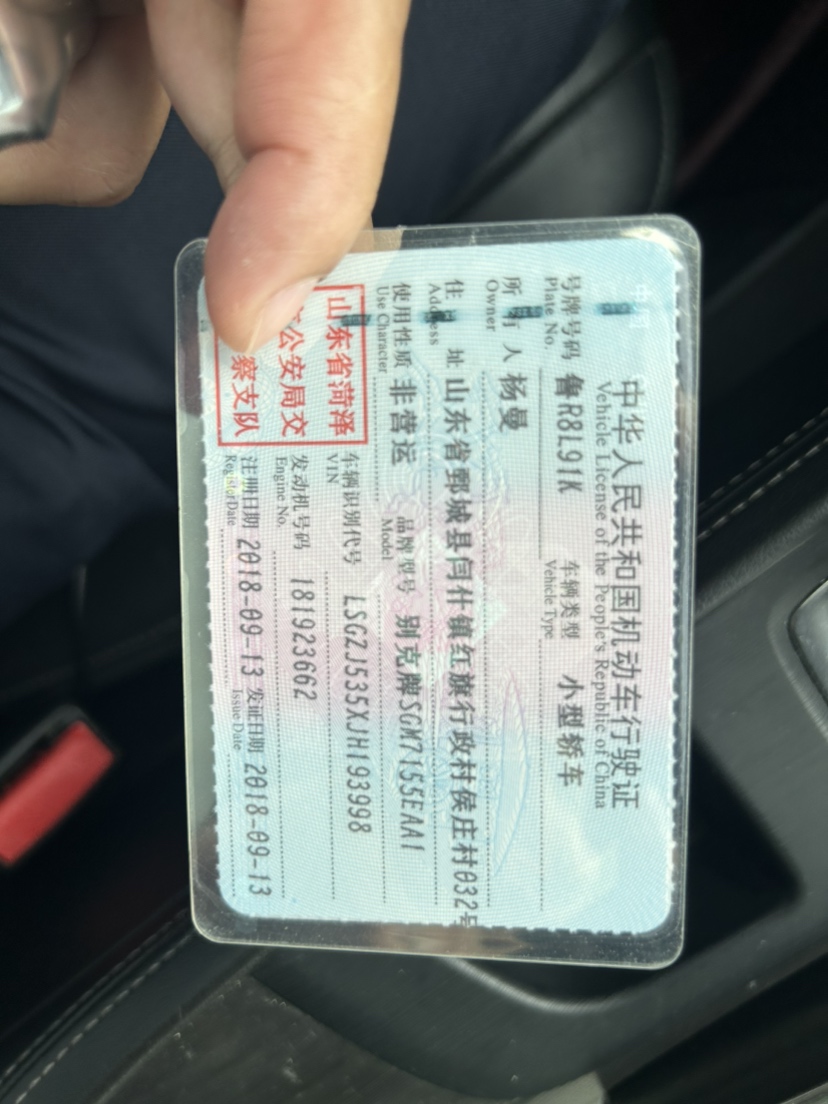 中华人民共和国机动车行驶证
Vehicle License of the People's Republic of China
号牌号码 鲁R8L91K 车辆类型 小型轿车
Plate No. Vehicle Type
所有人 杨曼
Owner
住址 山东省鄄城县闫什镇红旗行政村侯庄村032号
Address
使用性质 非营运 品牌型号 别克牌SGM7155EAA1
Use Character Model
山东省菏泽
公安局交
察支队
车辆识别代号 LSGZJ535XJH193998
VIN
发动机号码 181923662
Engine No.
注册日期 2018-09-13 发证日期 2018-09-13
Register Date Issue Date